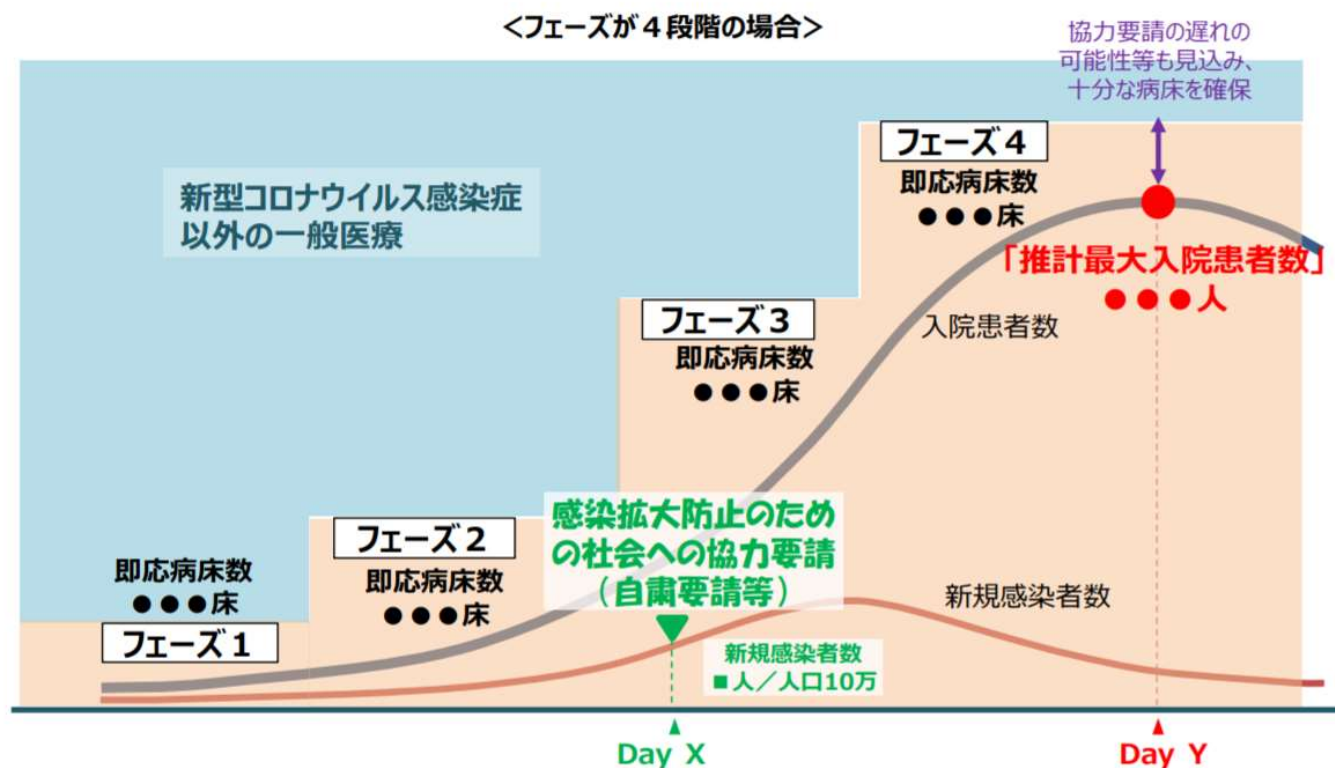 ＜フェーズが４段階の場合＞
協力要請の遅れの
可能性等も見込み、
十分な病床を確保
新型コロナウイルス感染症
以外の一般医療
フェーズ４
即応病床数
●●●床
「推計最大入院患者数」
●●●人
フェーズ３
即応病床数
●●●床
入院患者数
フェーズ２
即応病床数
●●●床
感染拡大防止のため
の社会への協力要請
（自粛要請等）
即応病床数
●●●床
フェーズ１
新規感染者数
新規感染者数
■人／人口10万
Day X
Day Y